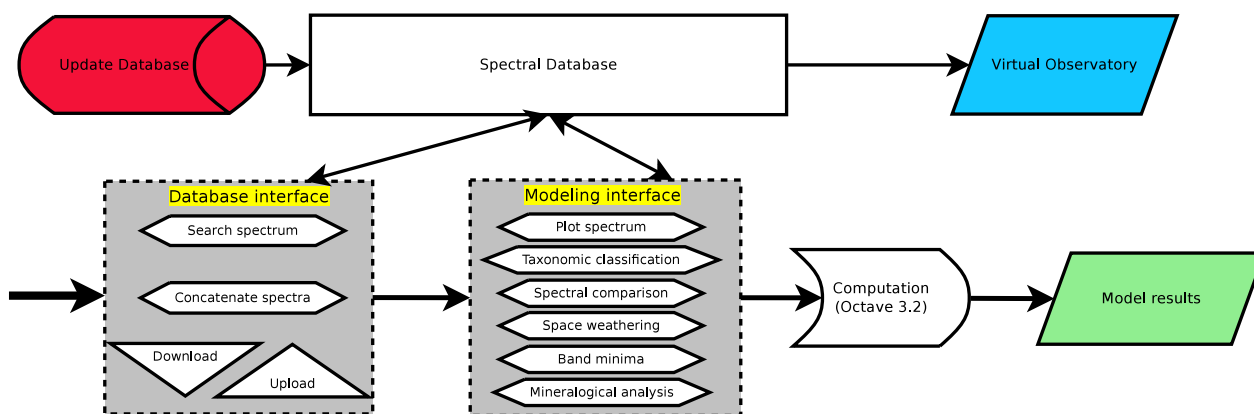 Update Database
Spectral Database
Virtual Observatory
Database interface
Search spectrum
Concatenate spectra
Download
Upload
Modeling interface
Plot spectrum
Taxonomic classification
Spectral comparison
Space weathering
Band minima
Mineralogical analysis
Computation
(Octave 3.2)
Model results